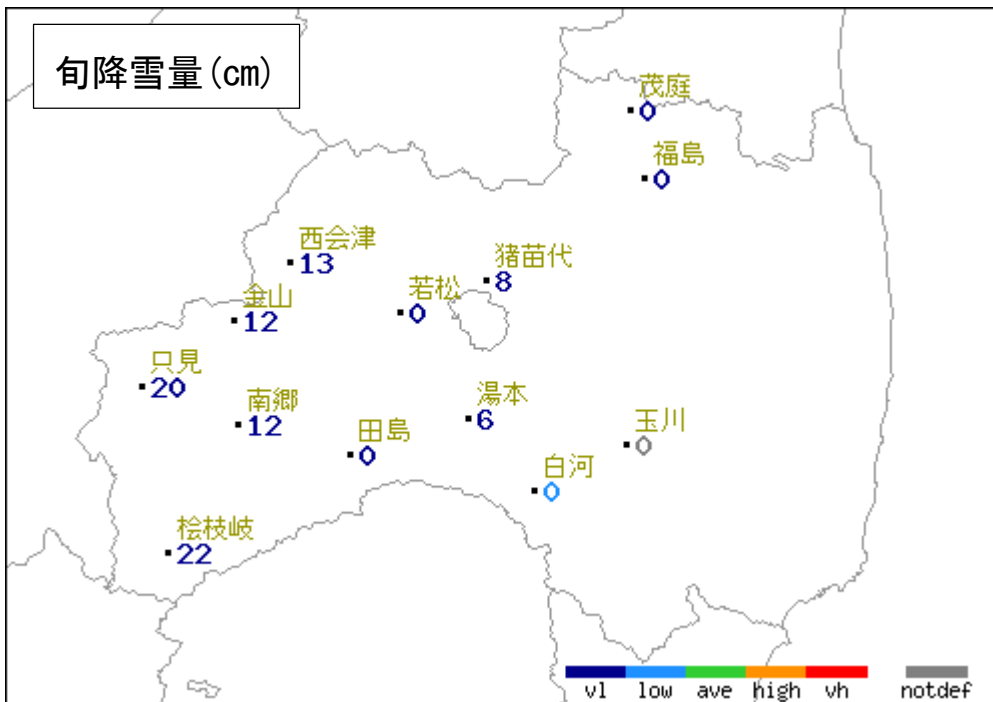 旬降雪量(cm)
茂庭
0
福島
0
西会津
13
猪苗代
8
若松
0
金山
12
只見
20
南郷
12
湯本
6
田島
0
玉川
0
白河
0
桧枝岐
22
vl low ave high vh notdef